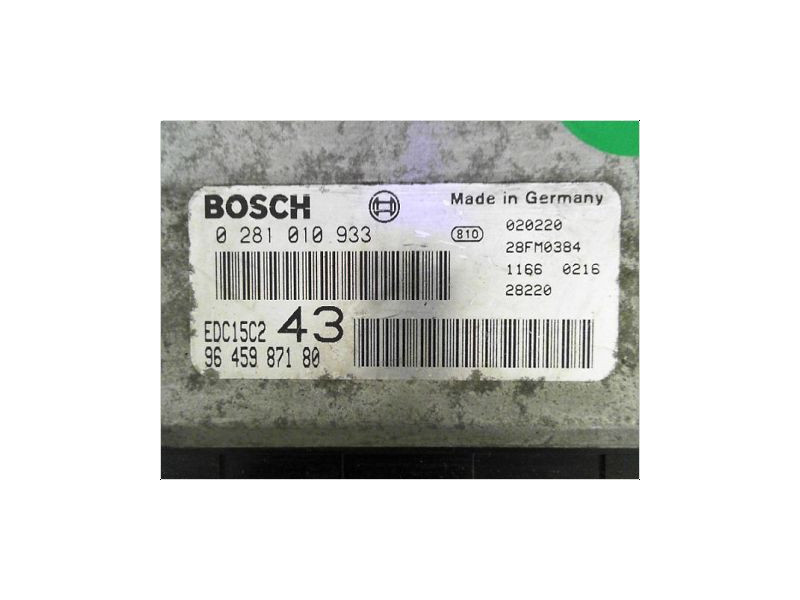 BOSCH
Made in Germany
0 281 010 933
810
020220
28FM0384
1166 0216
28220
EDC15C2 43
96 459 871 80